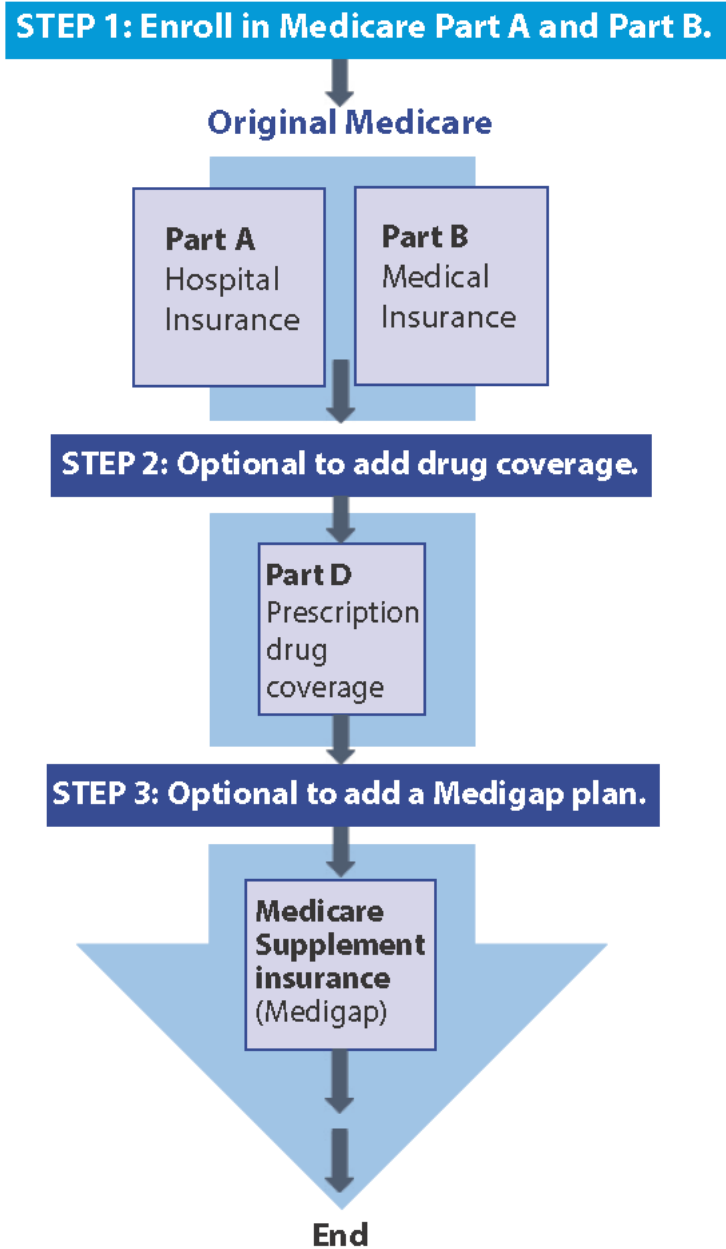 STEP 1: Enroll in Medicare Part A and Part B.
Original Medicare
Part A
Hospital
Insurance
Part B
Medical
Insurance
STEP 2: Optional to add drug coverage.
Part D
Prescription
drug
coverage
STEP 3: Optional to add a Medigap plan.
Medicare
Supplement
insurance
(Medigap)
End